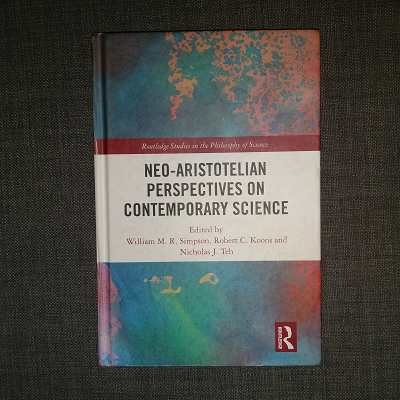 Routledge Studies in the Philosophy of Science
NEO-ARISTOTELIAN
PERSPECTIVES ON
CONTEMPORARY SCIENCE
Edited by
William M. R. Simpson, Robert C. Koons and
Nicholas J. Teh
R
ROUTLEDGE